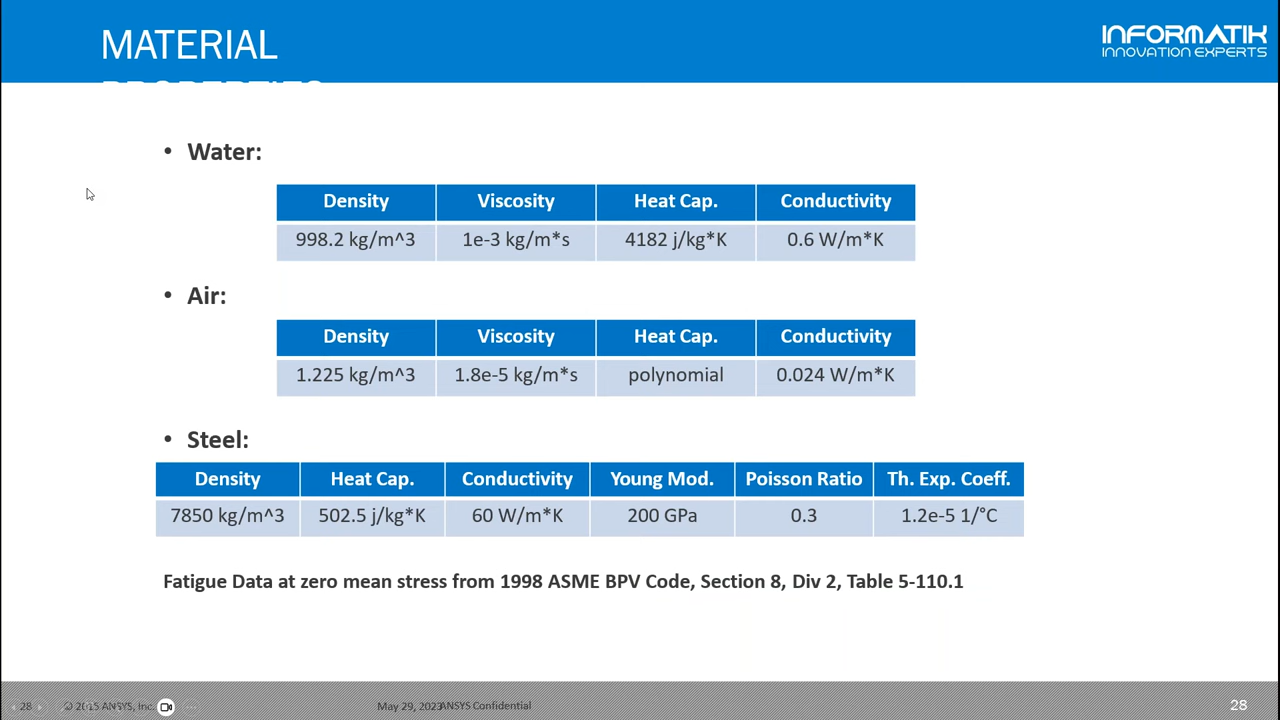 MATERIAL
PROPERTIES
INFORMATIK
INNOVATION EXPERTS
• Water:
Density Viscosity Heat Cap. Conductivity
998.2 kg/m^3 1e-3 kg/m*s 4182 j/kg*K 0.6 W/m*K
• Air:
Density Viscosity Heat Cap. Conductivity
1.225 kg/m^3 1.8e-5 kg/m*s polynomial 0.024 W/m*K
• Steel:
Density Heat Cap. Conductivity Young Mod. Poisson Ratio Th. Exp. Coeff.
7850 kg/m^3 502.5 j/kg*K 60 W/m*K 200 GPa 0.3 1.2e-5 1/°C
Fatigue Data at zero mean stress from 1998 ASME BPV Code, Section 8, Div 2, Table 5-110.1
28 © 2015 ANSYS, Inc. May 29, 2023 ANSYS Confidential 28